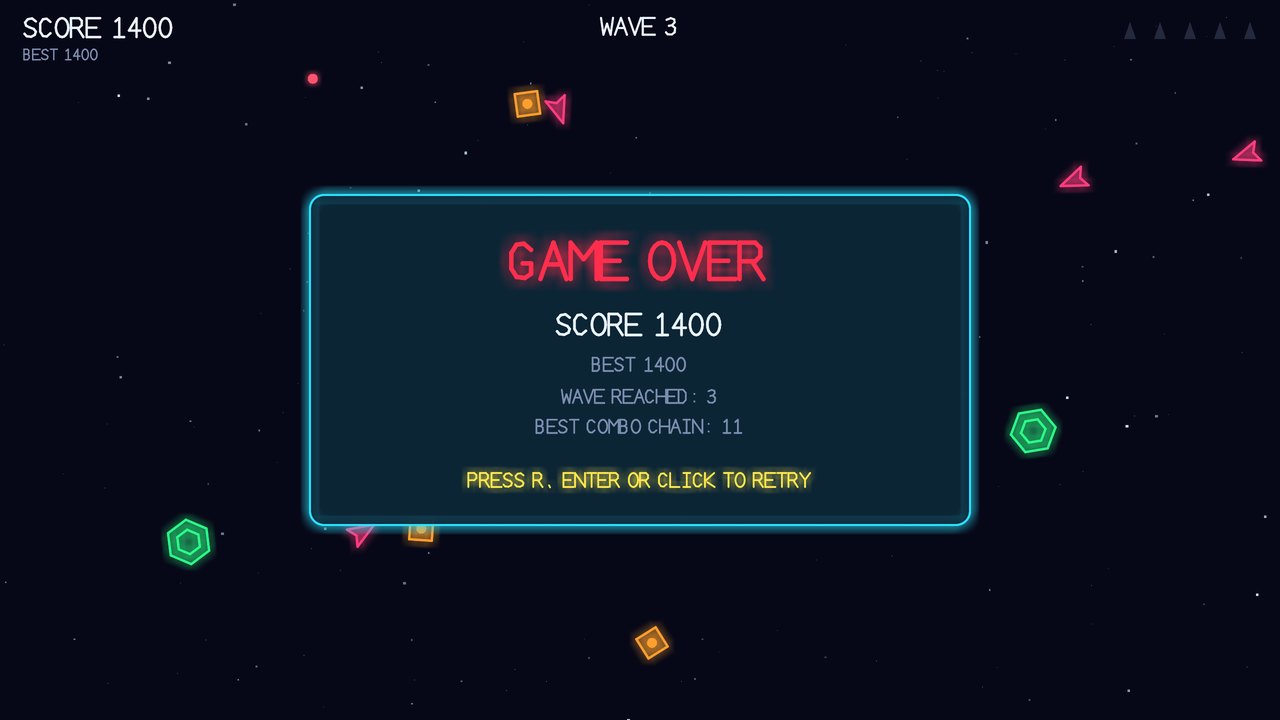 SCORE 1400
WAVE 3
BEST 1400
GAME OVER
SCORE 1400
BEST 1400
WAVE REACHED: 3
BEST COMBO CHAIN: 11
PRESS R, ENTER OR CLICK TO RETRY